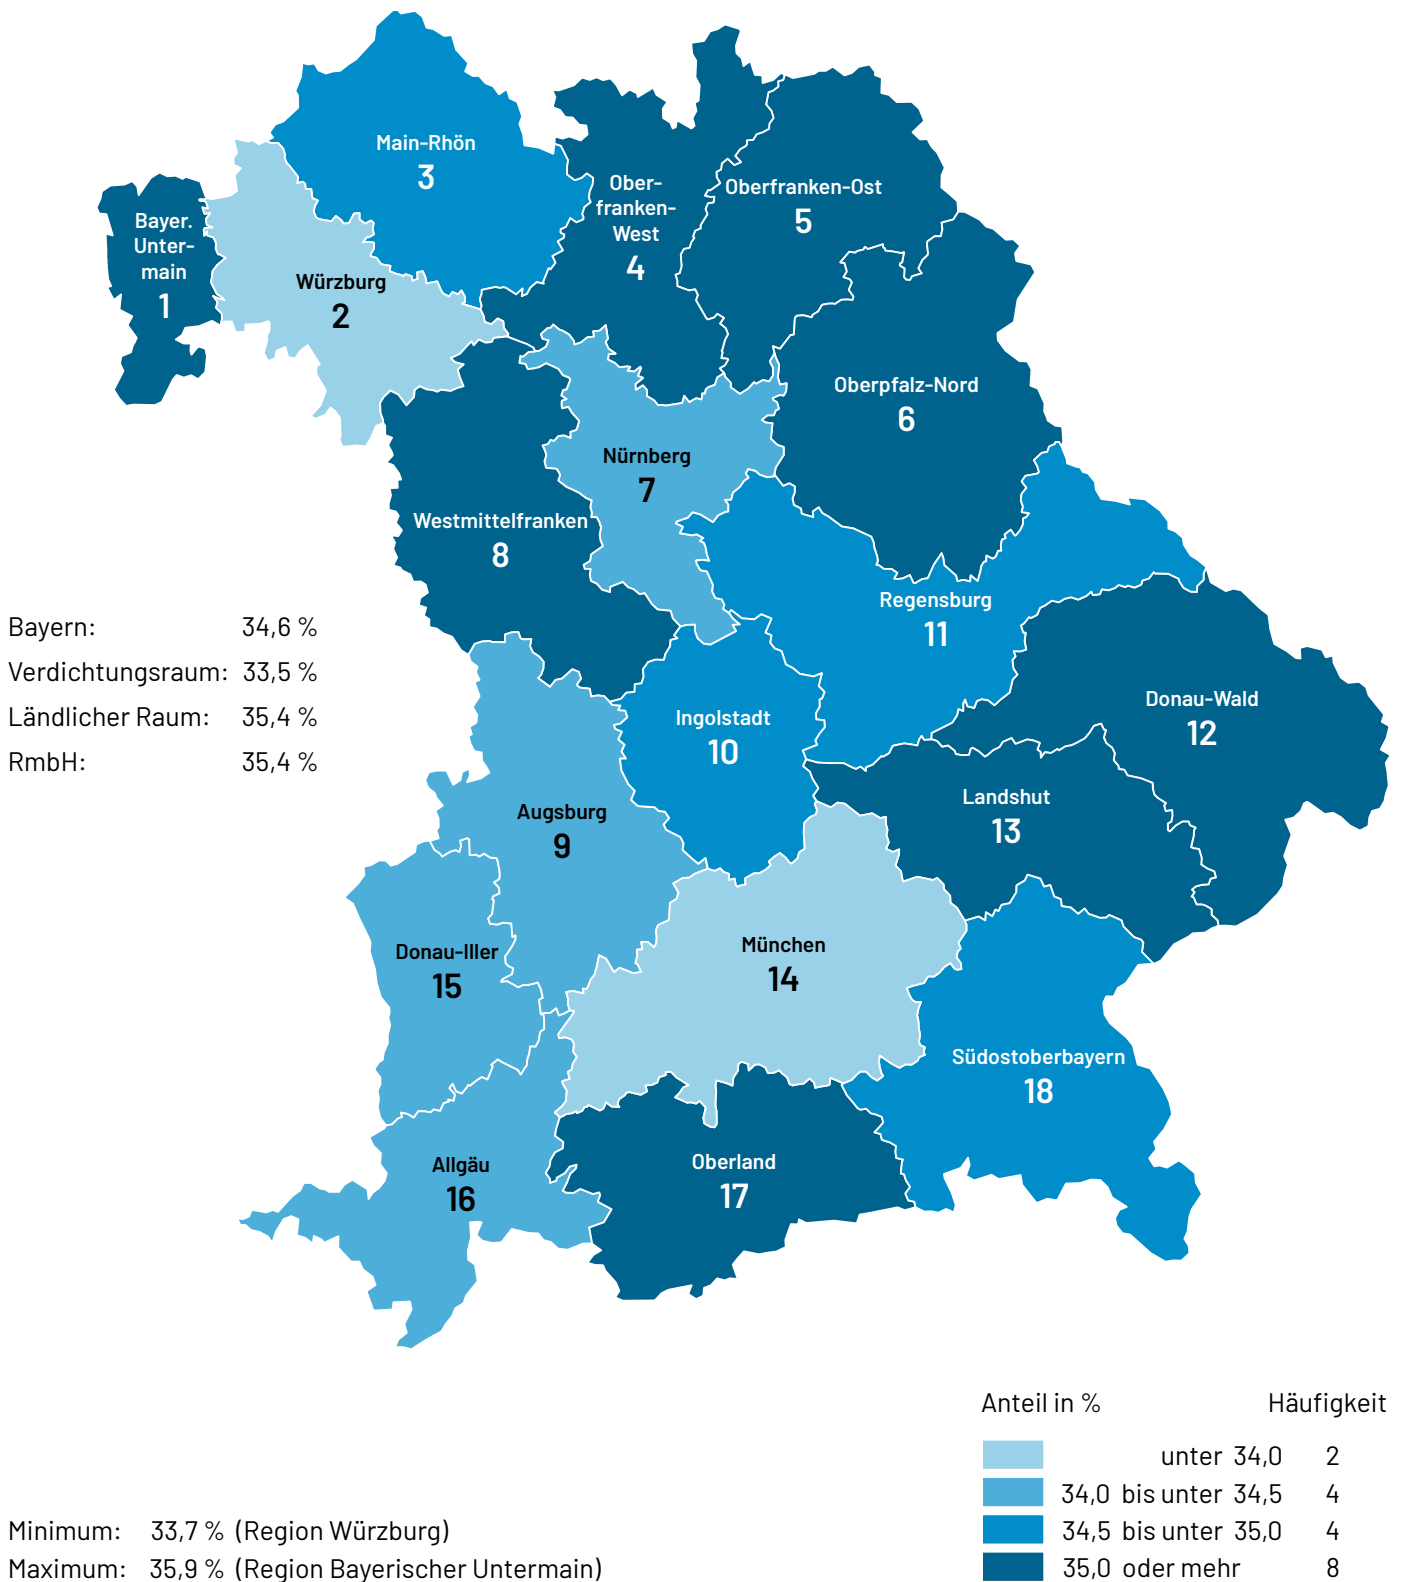 Main-Rhön
3
Ober-
franken-
West
4
Oberfranken-Ost
5
Bayer.
Unter-
main
1
Würzburg
2
Oberpfalz-Nord
6
Nürnberg
7
Westmittelfranken
8
Regensburg
11
Bayern: 34,6 %
Verdichtungsraum: 33,5 %
Ländlicher Raum: 35,4 %
RmbH: 35,4 %
Ingolstadt
10
Donau-Wald
12
Landshut
13
Augsburg
9
München
14
Donau-Iller
15
Südostoberbayern
18
Allgäu
16
Oberland
17
Anteil in % Häufigkeit
unter 34,0 2
34,0 bis unter 34,5 4
34,5 bis unter 35,0 4
35,0 oder mehr 8
Minimum: 33,7 % (Region Würzburg)
Maximum: 35,9 % (Region Bayerischer Untermain)